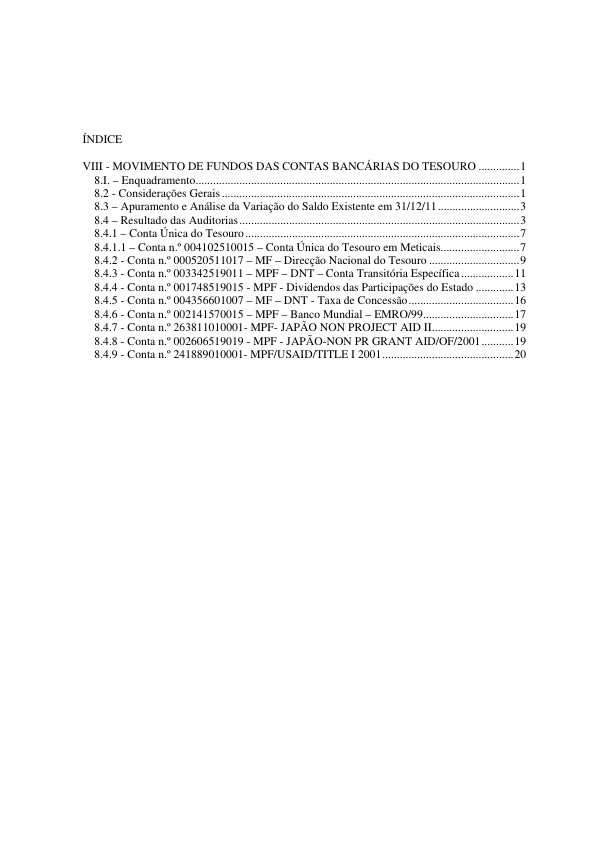 ÍNDICE
VIII - MOVIMENTO DE FUNDOS DAS CONTAS BANCÁRIAS DO TESOURO ..............1
8.I. – Enquadramento................................................................................................................1
8.2 - Considerações Gerais .......................................................................................................1
8.3 – Apuramento e Análise da Variação do Saldo Existente em 31/12/11 ............................3
8.4 – Resultado das Auditorias .................................................................................................3
8.4.1 – Conta Única do Tesouro ...............................................................................................7
8.4.1.1 – Conta n.º 004102510015 – Conta Única do Tesouro em Meticais...........................7
8.4.2 - Conta n.º 000520511017 – MF – Direcção Nacional do Tesouro ...............................9
8.4.3 - Conta n.º 003342519011 – MPF – DNT – Conta Transitória Específica ..................11
8.4.4 - Conta n.º 001748519015 - MPF - Dividendos das Participações do Estado .............13
8.4.5 - Conta n.º 004356601007 – MF – DNT - Taxa de Concessão....................................16
8.4.6 - Conta n.º 002141570015 – MPF – Banco Mundial – EMRO/99...............................17
8.4.7 - Conta n.º 263811010001- MPF- JAPÃO NON PROJECT AID II............................19
8.4.8 - Conta n.º 002606519019 - MPF - JAPÃO-NON PR GRANT AID/OF/2001...........19
8.4.9 - Conta n.º 241889010001- MPF/USAID/TITLE I 2001.............................................20